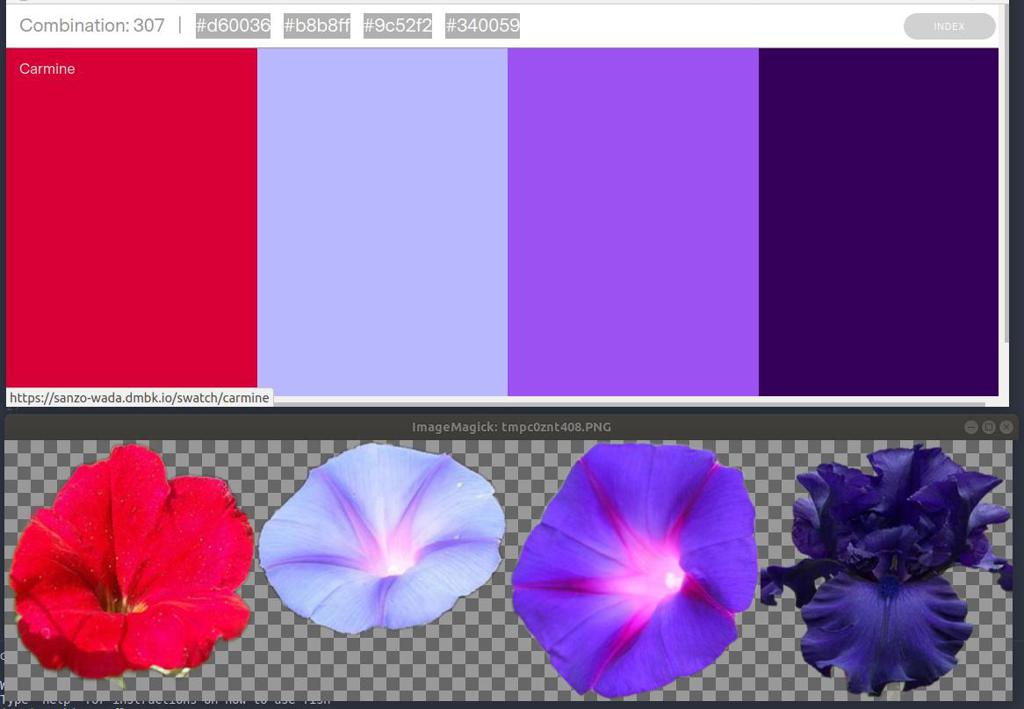 Combination: 307 | #d60036 #b8b8ff #9c52f2 #340059 INDEX
Carmine
https://sanzo-wada.dmbk.io/swatch/carmine
ImageMagick: tmpc0znt408.PNG
Type help for instructions on how to use fish